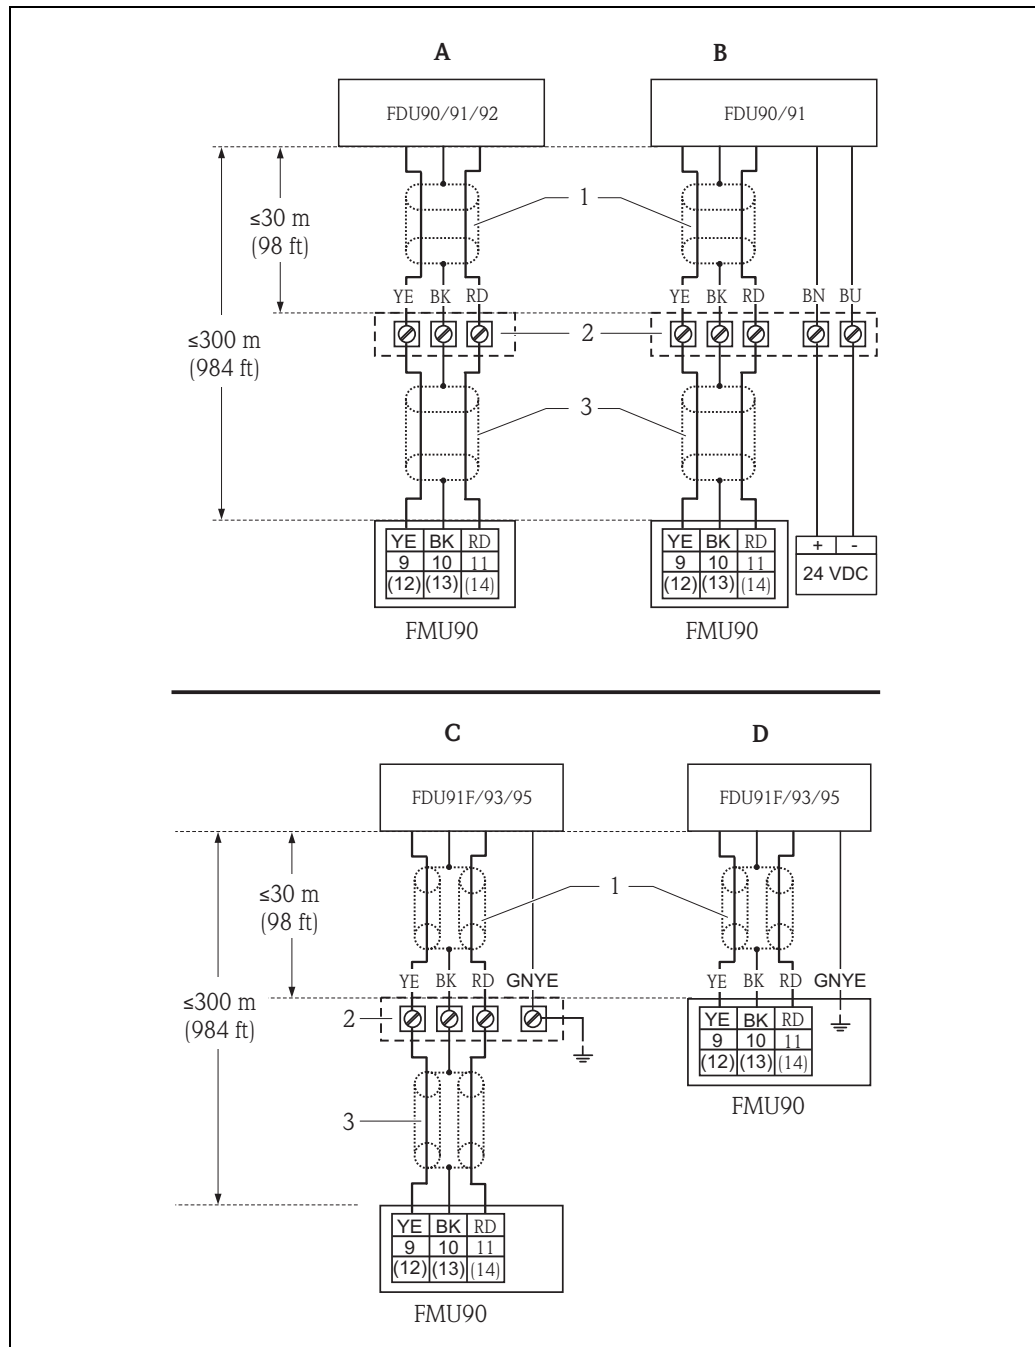 A B
FDU90/91/92 FDU90/91
≤30 m
(98 ft)
1
YE BK RD YE BK RD BN BU
2
≤300 m
(984 ft)
3
YE BK RD YE BK RD + -
9 10 11 9 10 11 24 VDC
(12) (13) (14) (12) (13) (14)
FMU90 FMU90
C D
FDU91F/93/95 FDU91F/93/95
1
≤30 m
(98 ft)
YE BK RD GNYE YE BK RD GNYE
≤300 m
(984 ft)
2
YE BK RD
9 10 11
(12) (13) (14)
FMU90
3
YE BK RD
9 10 11
(12) (13) (14)
FMU90